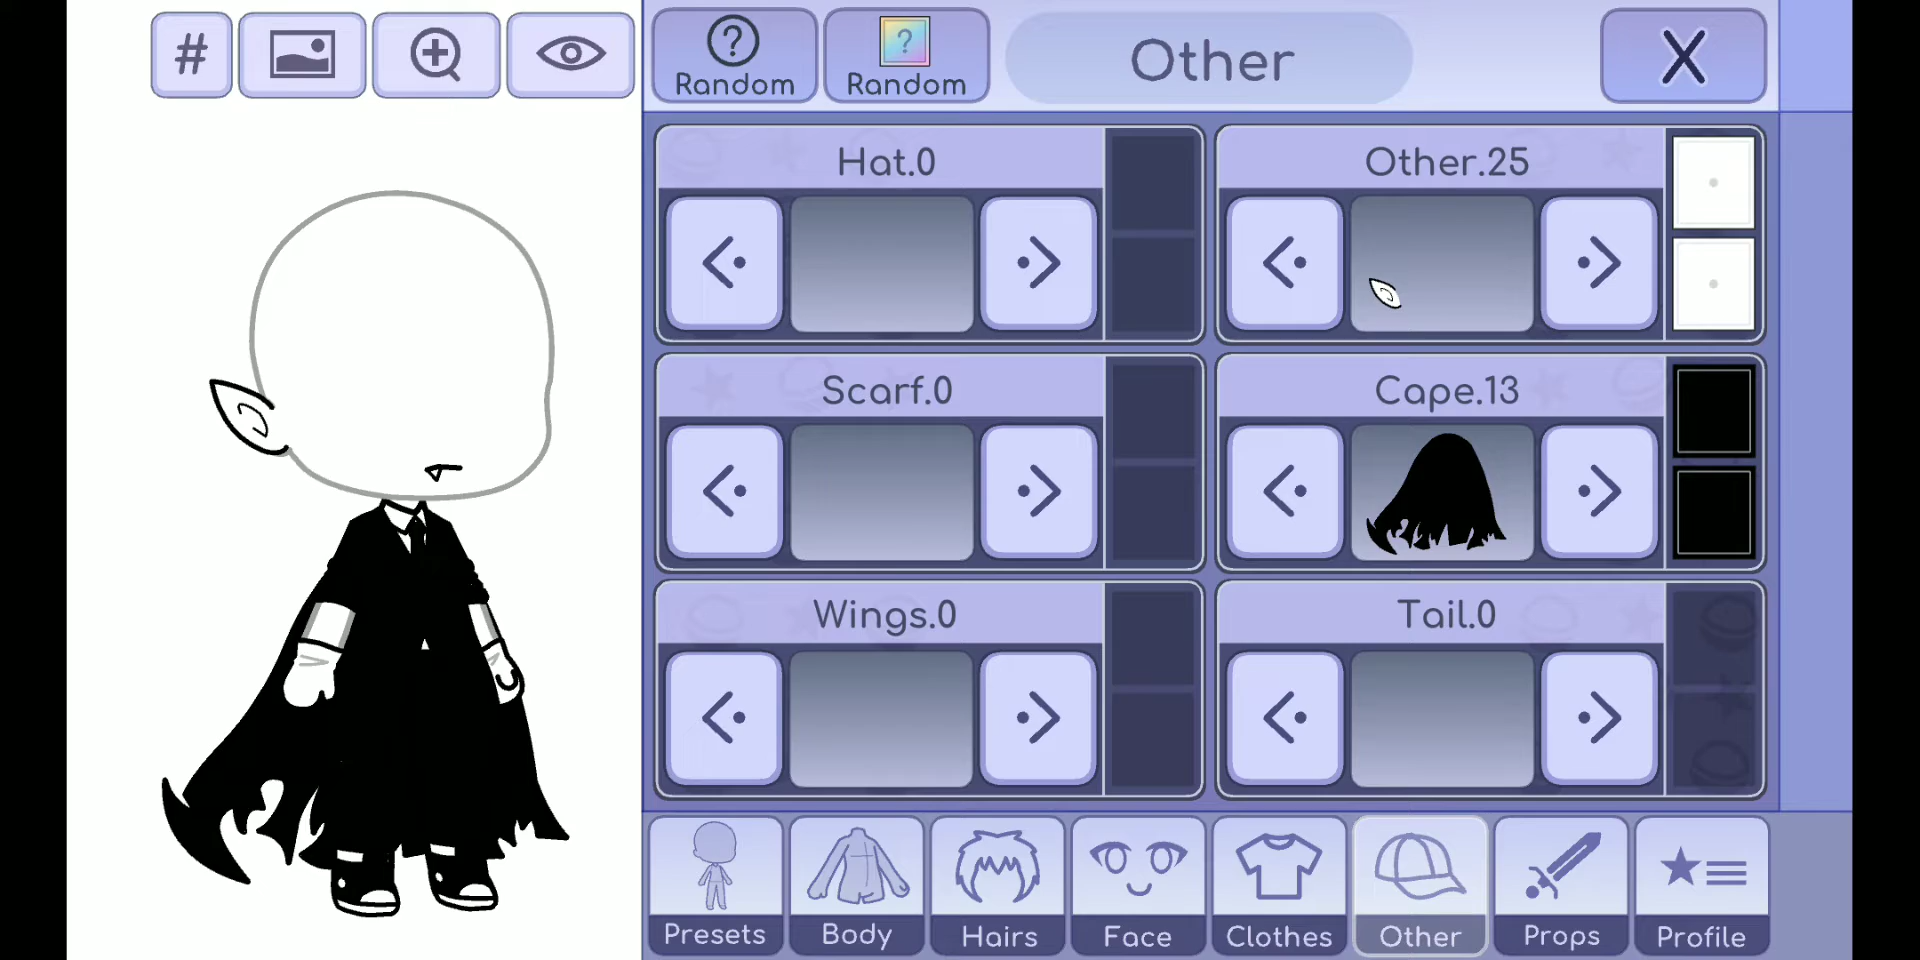 #
? Random
? Random
Other
X
Hat.0
Other.25
Scarf.0
Cape.13
Wings.0
Tail.0
Presets
Body
Hairs
Face
Clothes
Other
Props
Profile